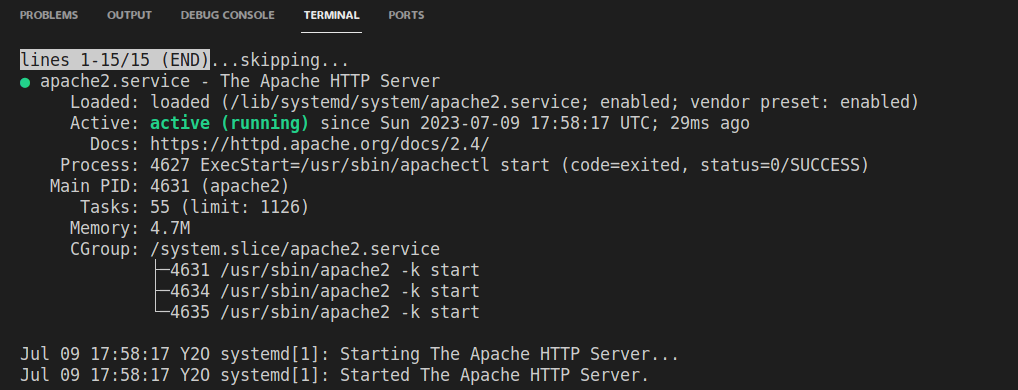 PROBLEMS OUTPUT DEBUG CONSOLE TERMINAL PORTS
lines 1-15/15 (END)...skipping...
● apache2.service - The Apache HTTP Server
Loaded: loaded (/lib/systemd/system/apache2.service; enabled; vendor preset: enabled)
Active: active (running) since Sun 2023-07-09 17:58:17 UTC; 29ms ago
Docs: https://httpd.apache.org/docs/2.4/
Process: 4627 ExecStart=/usr/sbin/apachectl start (code=exited, status=0/SUCCESS)
Main PID: 4631 (apache2)
Tasks: 55 (limit: 1126)
Memory: 4.7M
CGroup: /system.slice/apache2.service
├─4631 /usr/sbin/apache2 -k start
├─4634 /usr/sbin/apache2 -k start
└─4635 /usr/sbin/apache2 -k start
Jul 09 17:58:17 Y2O systemd[1]: Starting The Apache HTTP Server...
Jul 09 17:58:17 Y2O systemd[1]: Started The Apache HTTP Server.